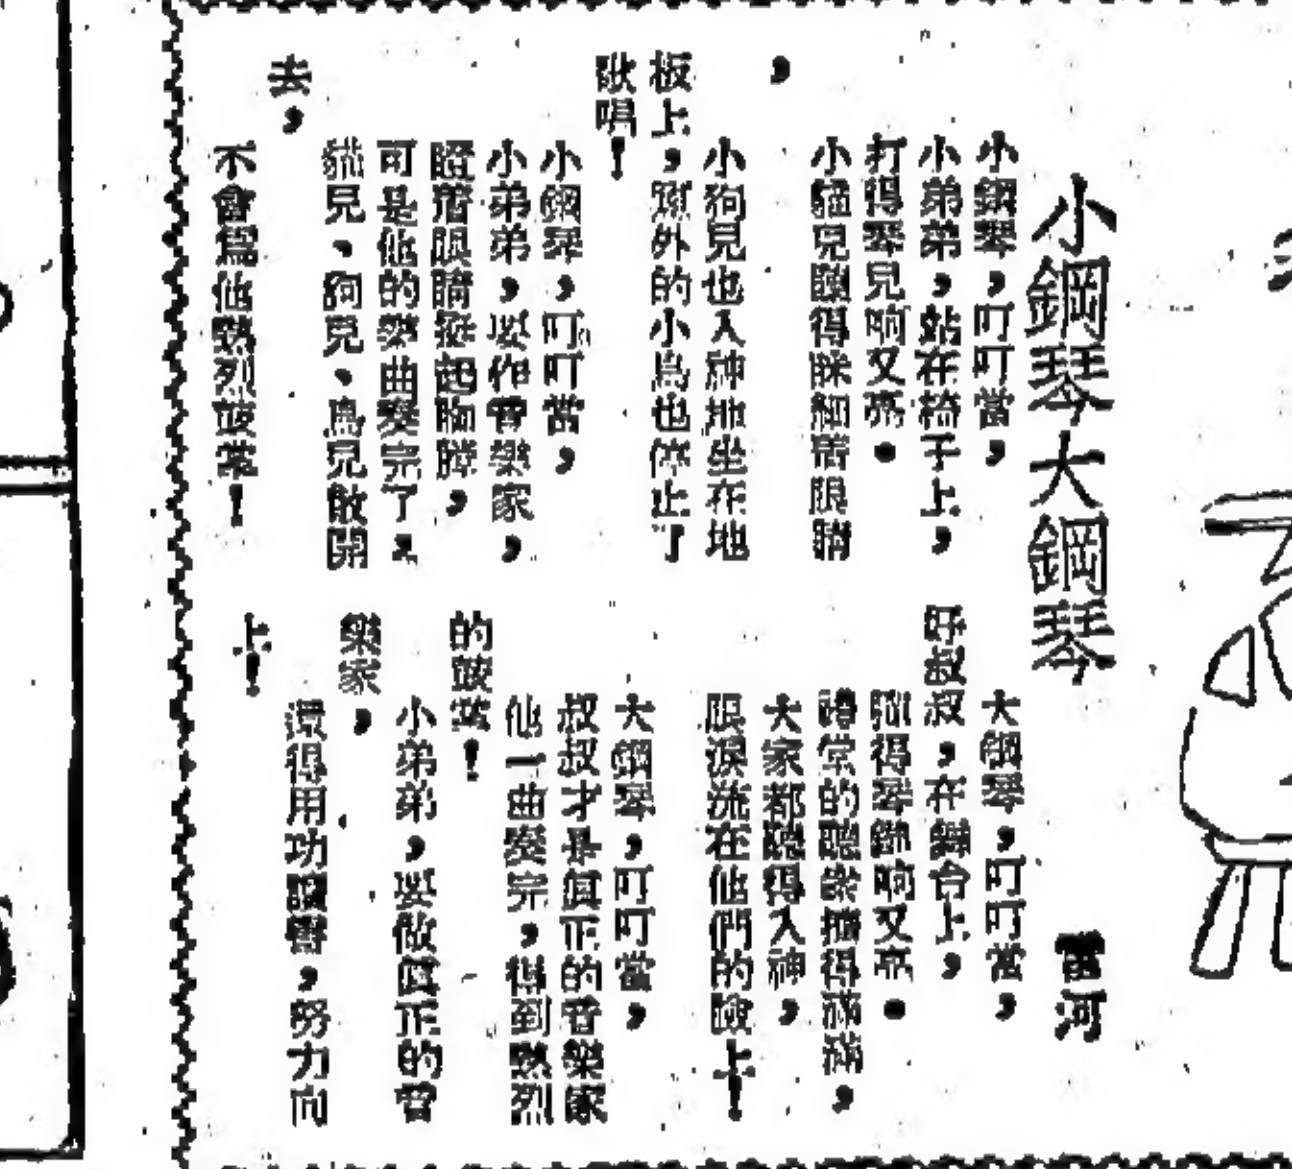 小鋼琴大鋼琴
雷河
小鋼琴，叮叮當，
小弟弟，站在椅子上，
打得琴兒响又亮。
小貓兒聽得眯細着眼睛
，
小狗兒也入神地坐在地
板上，窗外的小鳥也停止了
歌唱！
小鋼琴，叮叮當，
小弟弟，要作音樂家，
瞪着眼睛挺起胸膛，
可是他的樂曲奏完了，
貓兒、狗兒、鳥兒散開
去，
不會爲他熱烈鼓掌！
大鋼琴，叮叮當，
好叔叔，在舞台上，
彈得琴鍵响又亮。
禮堂的聽衆擠得滿滿，
大家都聽得入神，
眼淚流在他們的臉上！
大鋼琴，叮叮當，
叔叔才是眞正的音樂家
他一曲奏完，得到熱烈
的鼓掌！
小弟弟，要做眞正的音
樂家，
還得用功讀書，努力向
上！